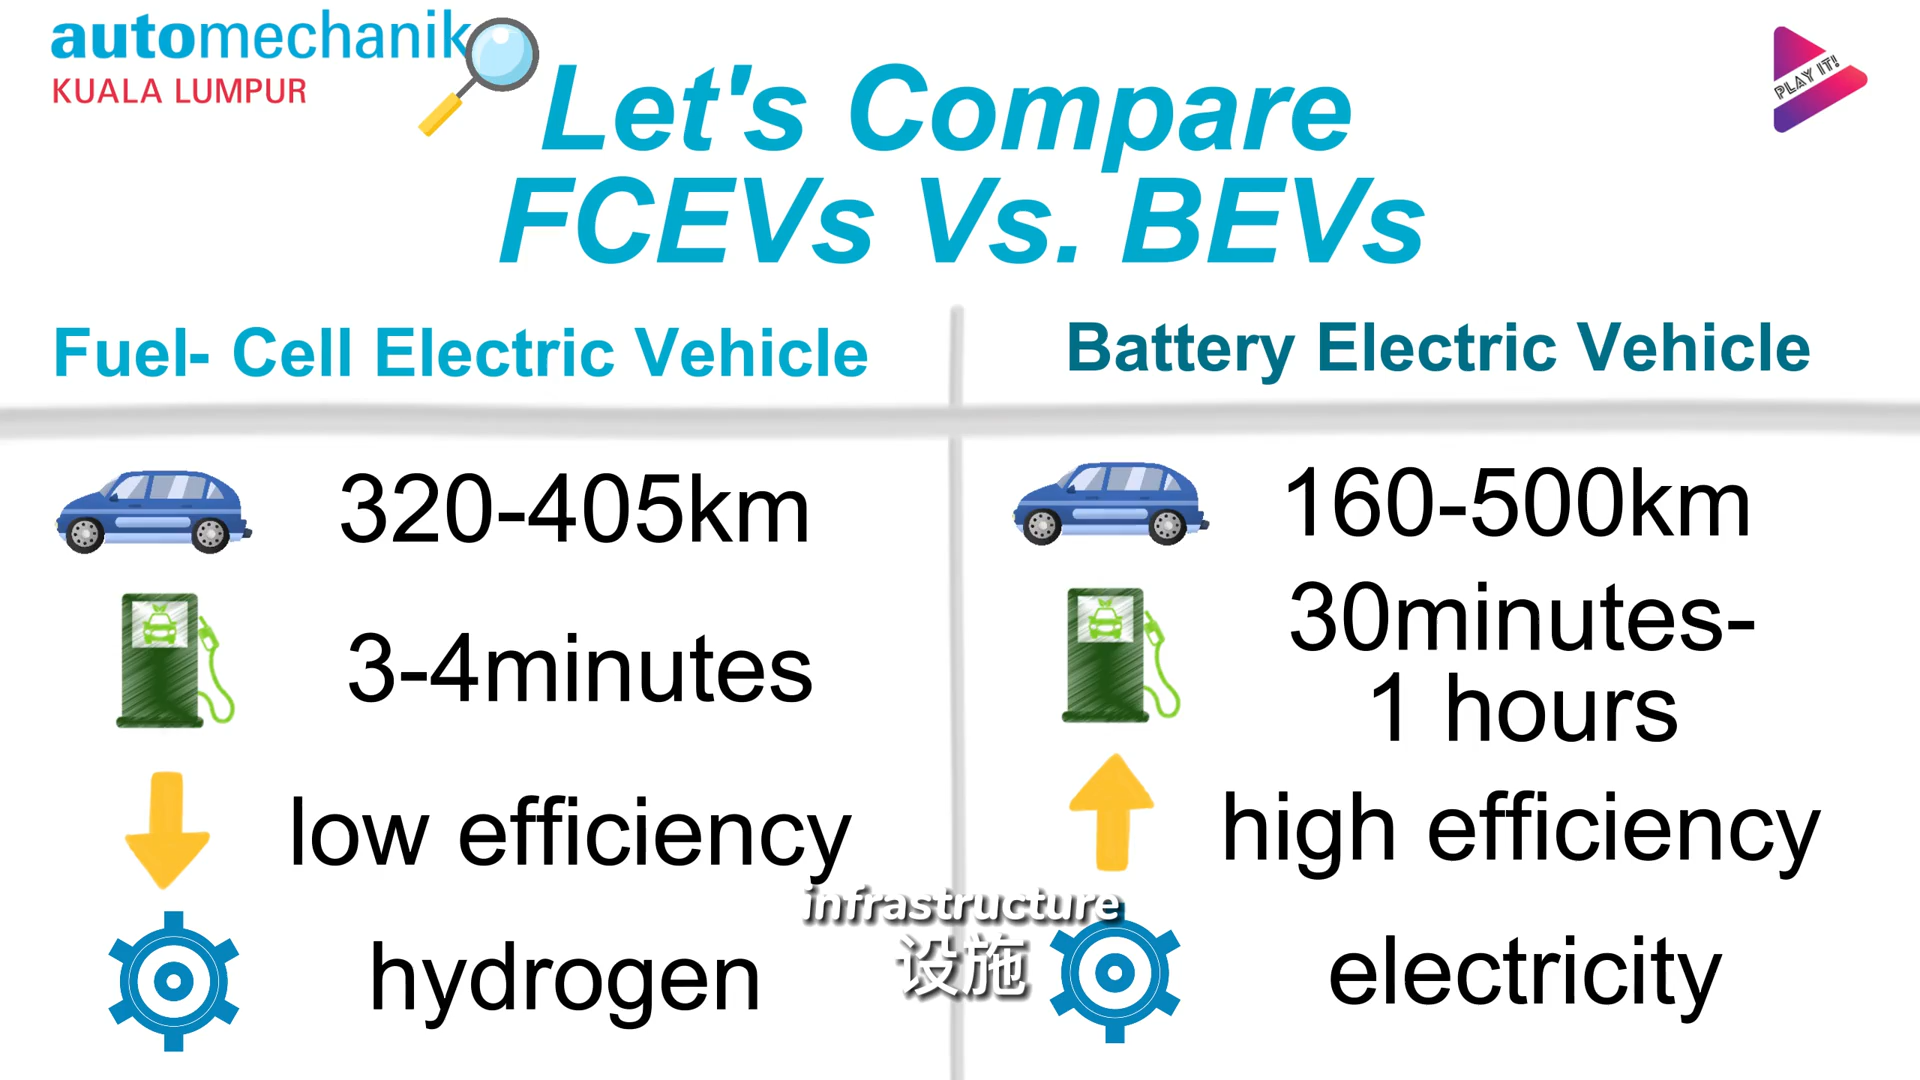 automechanik
KUALA LUMPUR
PLAY IT!
Let's Compare
FCEVs Vs. BEVs
Fuel- Cell Electric Vehicle
Battery Electric Vehicle
320-405km
160-500km
3-4minutes
30minutes-
1 hours
low efficiency
high efficiency
hydrogen
electricity
infrastructure
设施